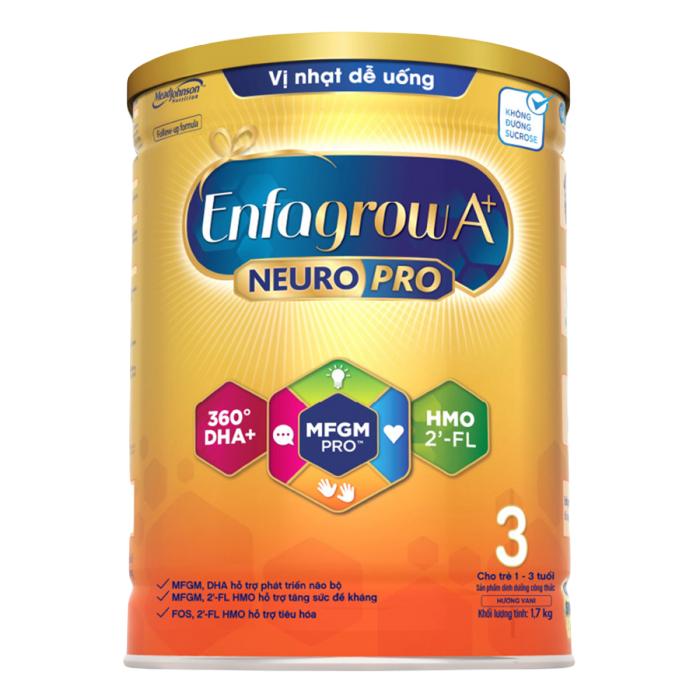 Vị nhạt dễ uống
MeadJohnson
Nutrition
Follow-up formula
KHÔNG
ĐƯỜNG
SUCROSE
EnfagrowA+
NEURO PRO
360°
DHA+
MFGM
PRO™
HMO
2'-FL
3
Cho trẻ 1 - 3 tuổi
Sản phẩm dinh dưỡng công thức
HƯƠNG VANI
Khối lượng tịnh: 1,7 kg
MFGM, DHA hỗ trợ phát triển não bộ
MFGM, 2'-FL HMO hỗ trợ tăng sức đề kháng
FOS, 2'-FL HMO hỗ trợ tiêu hóa